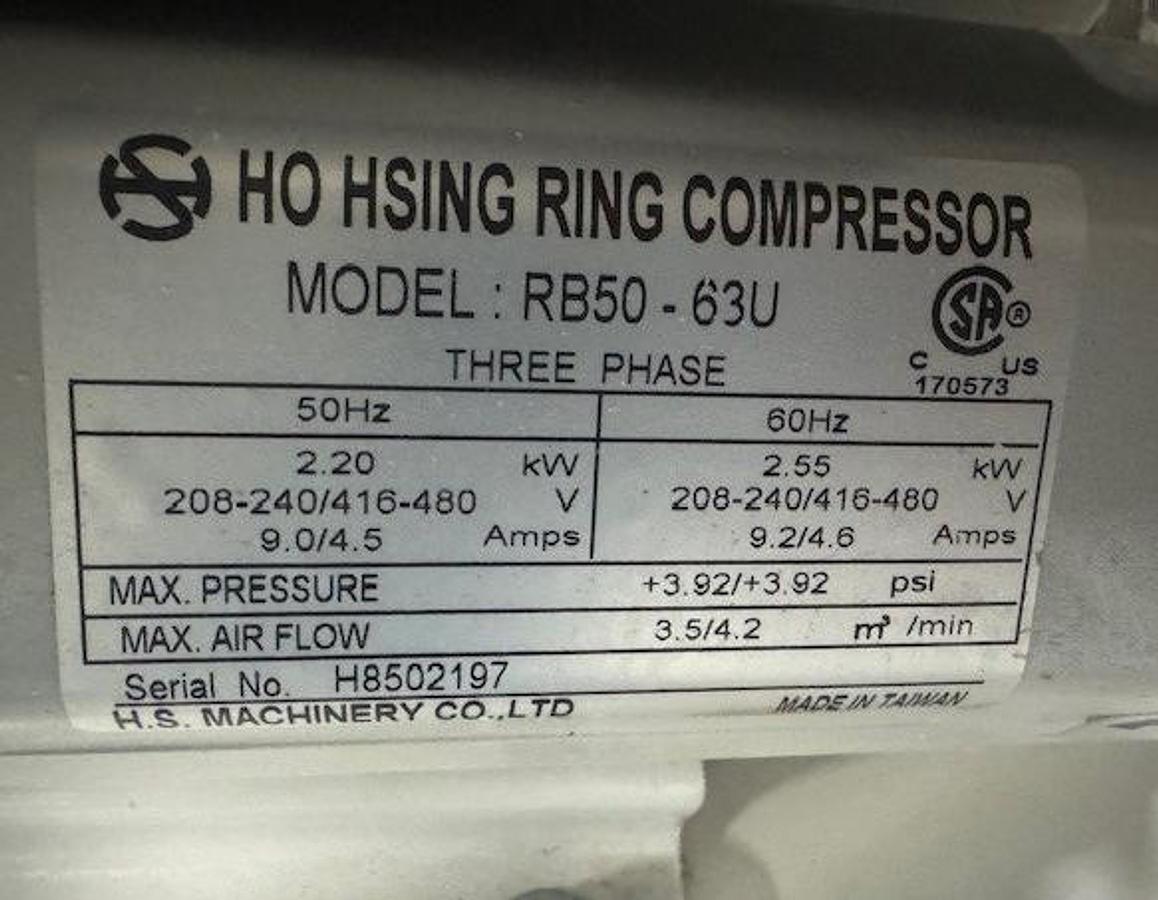 HO HSING RING COMPRESSOR
MODEL : RB50 - 63U
SA ®
C US
THREE PHASE
170573
50Hz 60Hz
2.20 kW 2.55 kW
208-240/416-480 V 208-240/416-480 V
9.0/4.5 Amps 9.2/4.6 Amps
MAX. PRESSURE +3.92/+3.92 psi
MAX. AIR FLOW 3.5/4.2 m³ /min
Serial No. H8502197
H.S. MACHINERY CO.,LTD MADE IN TAIWAN